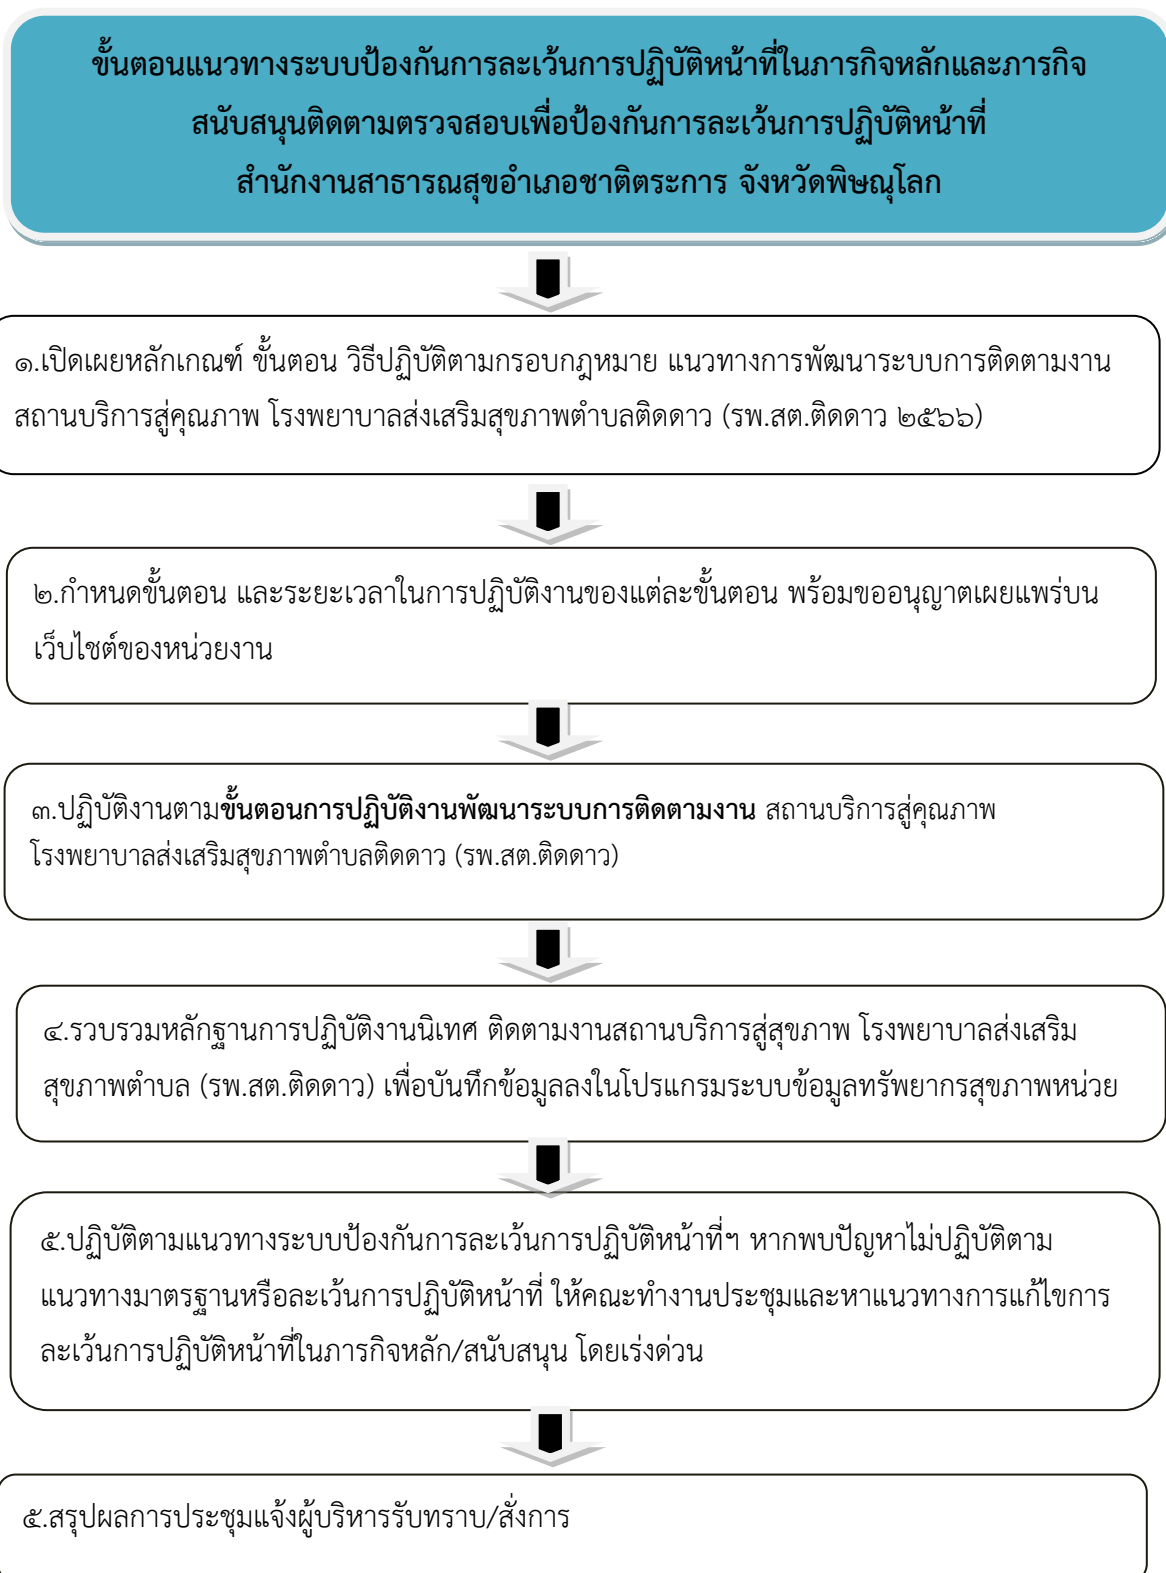 ขั้นตอนแนวทางระบบป้องกันการละเว้นการปฏิบัติหน้าที่ในภารกิจหลักและภารกิจ
สนับสนุนติดตามตรวจสอบเพื่อป้องกันการละเว้นการปฏิบัติหน้าที่
สำนักงานสาธารณสุขอำเภอชาติตระการ จังหวัดพิษณุโลก
๑.เปิดเผยหลักเกณฑ์ ขั้นตอน วิธีปฏิบัติตามกรอบกฎหมาย แนวทางการพัฒนาระบบการติดตามงาน
สถานบริการสู่คุณภาพ โรงพยาบาลส่งเสริมสุขภาพตำบลติดดาว (รพ.สต.ติดดาว ๒๕๖๖)
๒.กำหนดขั้นตอน และระยะเวลาในการปฏิบัติงานของแต่ละขั้นตอน พร้อมขออนุญาตเผยแพร่บน
เว็บไซต์ของหน่วยงาน
๓.ปฏิบัติงานตามขั้นตอนการปฏิบัติงานพัฒนาระบบการติดตามงาน สถานบริการสู่คุณภาพ
โรงพยาบาลส่งเสริมสุขภาพตำบลติดดาว (รพ.สต.ติดดาว)
๔.รวบรวมหลักฐานการปฏิบัติงานนิเทศ ติดตามงานสถานบริการสู่สุขภาพ โรงพยาบาลส่งเสริม
สุขภาพตำบล (รพ.สต.ติดดาว) เพื่อบันทึกข้อมูลลงในโปรแกรมระบบข้อมูลทรัพยากรสุขภาพหน่วย
๕.ปฏิบัติตามแนวทางระบบป้องกันการละเว้นการปฏิบัติหน้าที่ฯ หากพบปัญหาไม่ปฏิบัติตาม
แนวทางมาตรฐานหรือละเว้นการปฏิบัติหน้าที่ ให้คณะทำงานประชุมและหาแนวทางการแก้ไขการ
ละเว้นการปฏิบัติหน้าที่ในภารกิจหลัก/สนับสนุน โดยเร่งด่วน
๕.สรุปผลการประชุมแจ้งผู้บริหารรับทราบ/สั่งการ